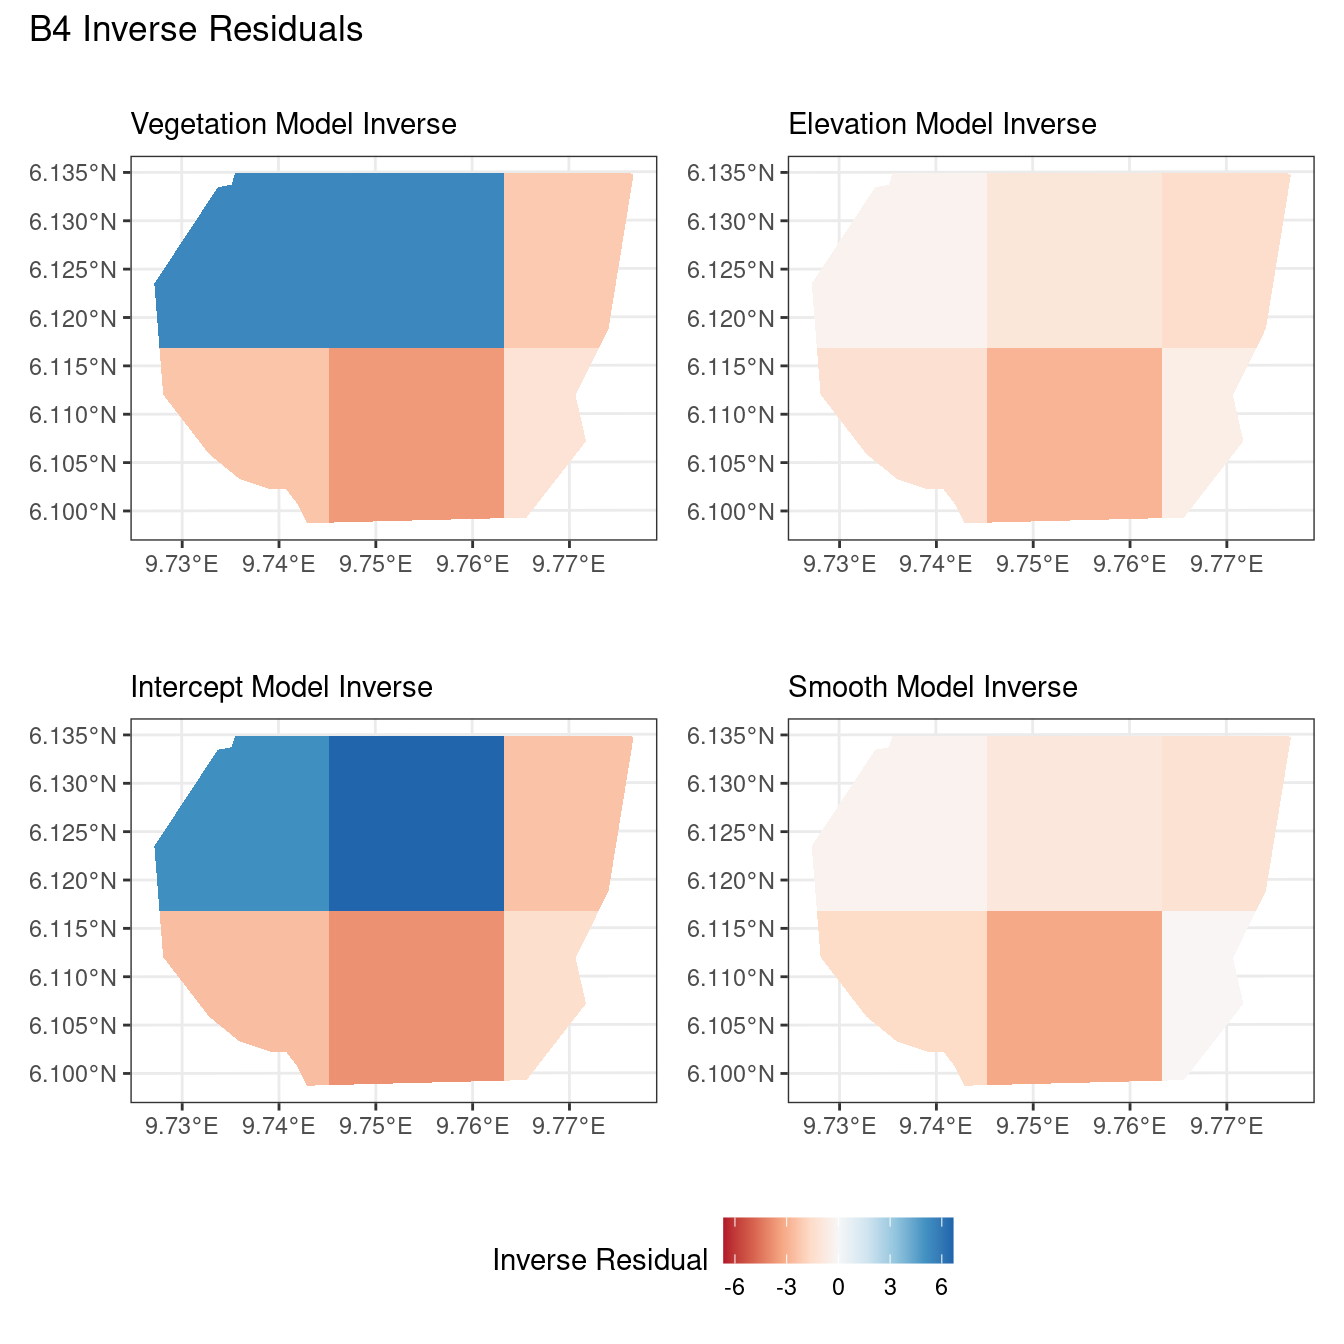 B4 Inverse Residuals
Vegetation Model Inverse
6.135°N
6.130°N
6.125°N
6.120°N
6.115°N
6.110°N
6.105°N
6.100°N
9.73°E 9.74°E 9.75°E 9.76°E 9.77°E
Elevation Model Inverse
6.135°N
6.130°N
6.125°N
6.120°N
6.115°N
6.110°N
6.105°N
6.100°N
9.73°E 9.74°E 9.75°E 9.76°E 9.77°E
Intercept Model Inverse
6.135°N
6.130°N
6.125°N
6.120°N
6.115°N
6.110°N
6.105°N
6.100°N
9.73°E 9.74°E 9.75°E 9.76°E 9.77°E
Smooth Model Inverse
6.135°N
6.130°N
6.125°N
6.120°N
6.115°N
6.110°N
6.105°N
6.100°N
9.73°E 9.74°E 9.75°E 9.76°E 9.77°E
Inverse Residual
-6 -3 0 3 6